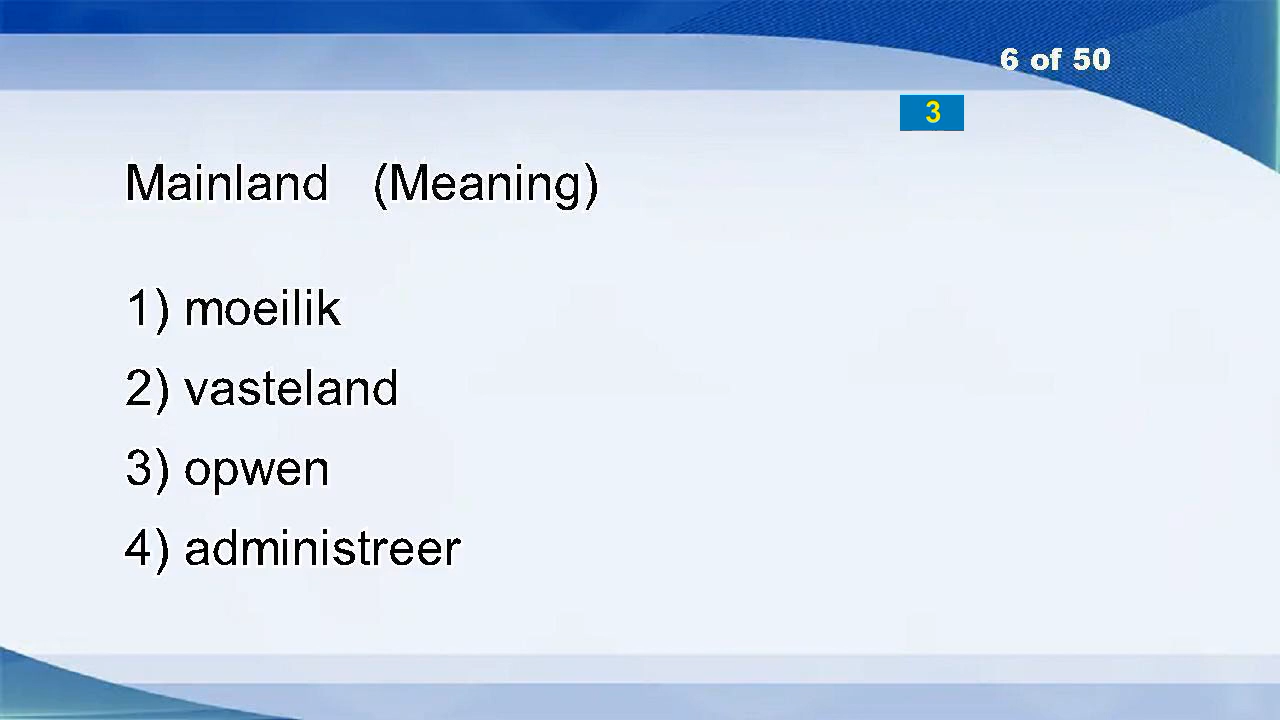 6 of 50
3
Mainland (Meaning)
1) moeilik
2) vasteland
3) opwen
4) administreer